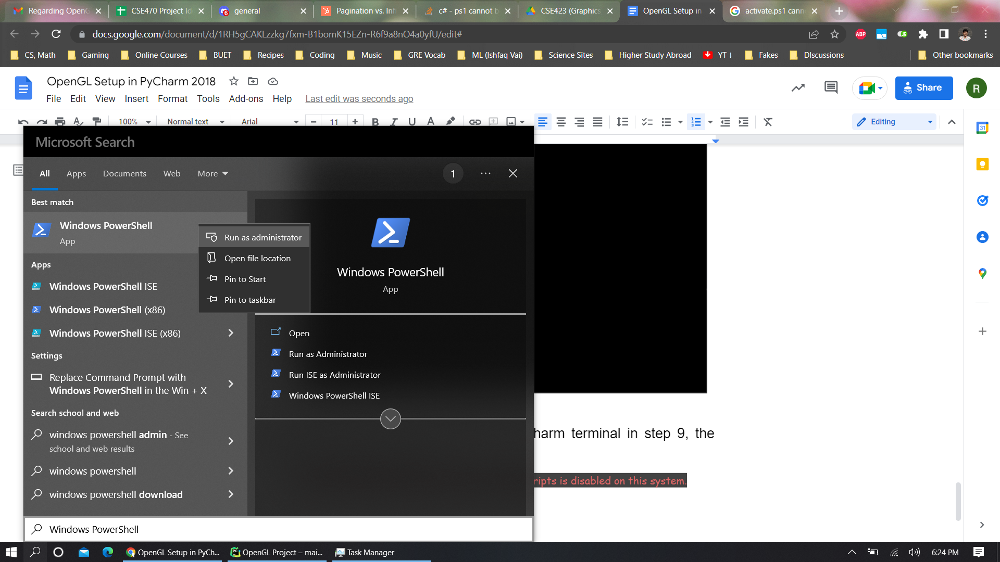 Regarding OpenG
CSE470 Project Id
6
general
Pagination vs. Infi
c# - ps1 cannot b
CSE423 (Graphics
OpenGL Setup in
activate.ps1 cann
docs.google.com/document/d/1RH5gCAKLzzkg7fxm-B1bomK15EZn-R6f9a8nO4a0yfU/edit#
ABP
CS, Math
Gaming
Online Courses
BUET
Recipes
Coding
Music
GRE Vocab
ML (Ishfaq Vai)
Science Sites
Higher Study Abroad
YT ↓
Fakes
DIscussions
Other bookmarks
OpenGL Setup in PyCharm 2018
File Edit View Insert Format Tools Add-ons Help Last edit was seconds ago
Share
R
100%
Normal text
Arial
11
B I U A
Editing
31
Microsoft Search
All Apps Documents Web More
1
Best match
Windows PowerShell
App
Run as administrator
Open file location
Pin to Start
Pin to taskbar
Apps
Windows PowerShell ISE
Windows PowerShell (x86)
Windows PowerShell ISE (x86)
Settings
Replace Command Prompt with
Windows PowerShell in the Win + X
Search school and web
windows powershell admin - See
school and web results
windows powershell
windows powershell download
Windows PowerShell
App
Open
Run as Administrator
Run ISE as Administrator
Windows PowerShell ISE
harm terminal in step 9, the
ripts is disabled on this system.
Windows PowerShell
OpenGL Setup in PyCh...
PC
OpenGL Project – mai...
Task Manager
6:24 PM